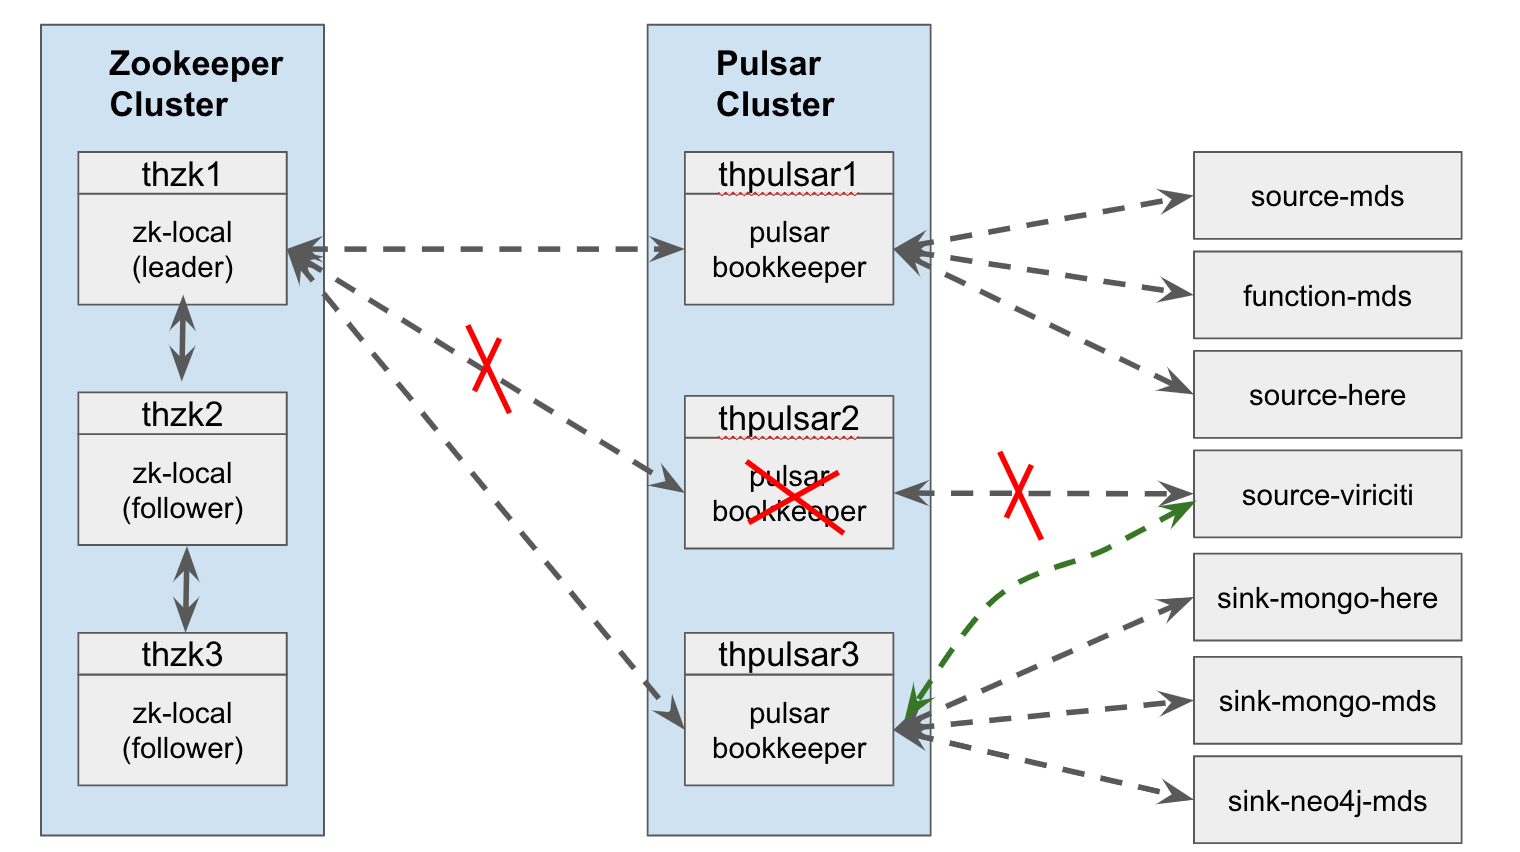 Zookeeper
Cluster
thzk1
zk-local
(leader)
thzk2
zk-local
(follower)
thzk3
zk-local
(follower)
Pulsar
Cluster
thpulsar1
pulsar
bookkeeper
thpulsar2
pulsar
bookkeeper
thpulsar3
pulsar
bookkeeper
source-mds
function-mds
source-here
source-viriciti
sink-mongo-here
sink-mongo-mds
sink-neo4j-mds